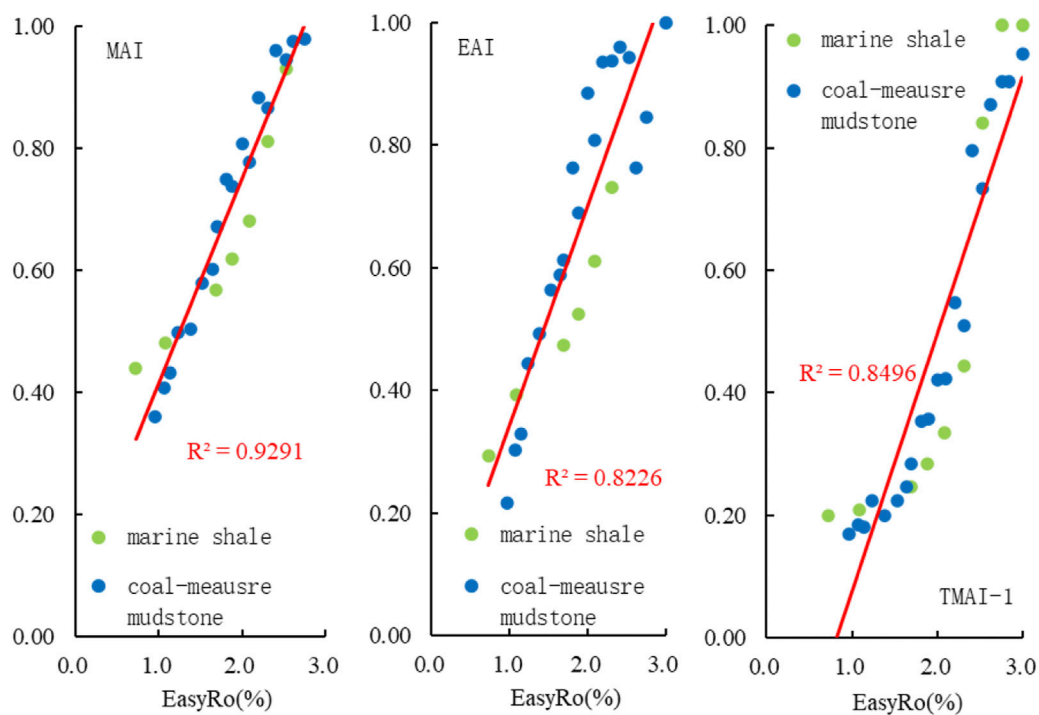 MAI
1.00
0.80
0.60
0.40
0.20
0.00
R² = 0.9291
marine shale
coal-meausre
mudstone
0.0 1.0 2.0 3.0
EasyRo(%)
EAI
1.00
0.80
0.60
0.40
0.20
0.00
R² = 0.8226
marine shale
coal-meausre
mudstone
0.0 1.0 2.0 3.0
EasyRo(%)
marine shale
coal-meausre
mudstone
1.00
0.80
0.60
0.40
0.20
0.00
R² = 0.8496
TMAI-1
0.0 1.0 2.0 3.0
EasyRo(%)